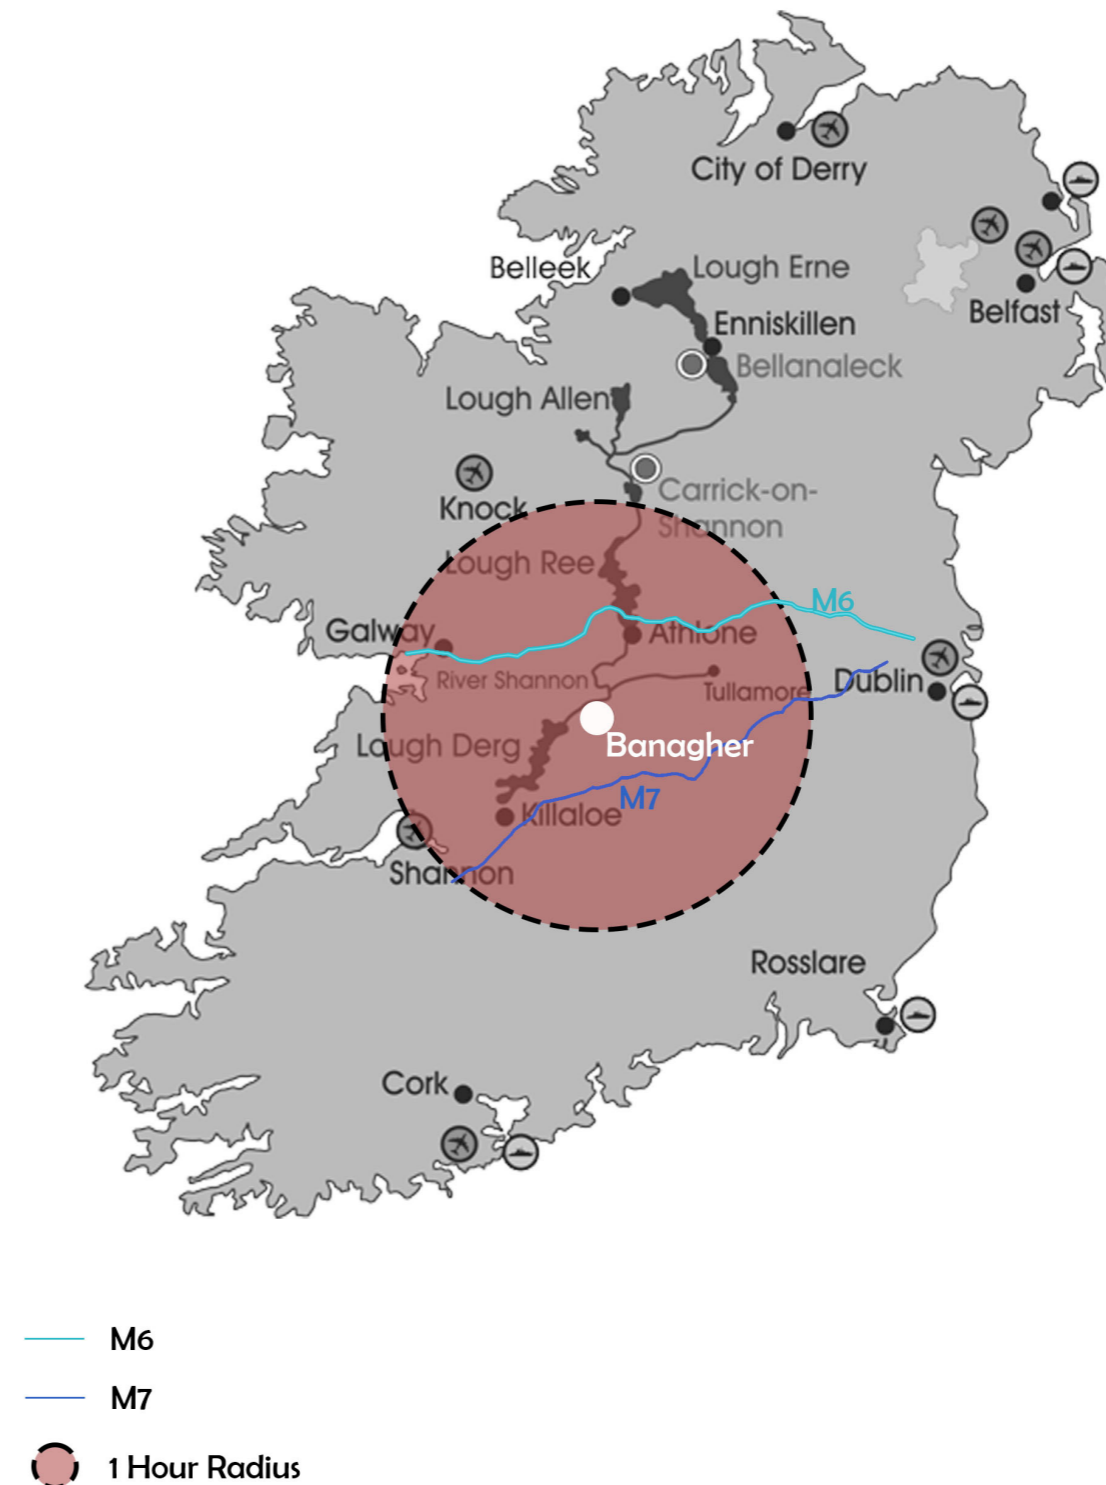 City of Derry
Belleek
Lough Erne
Belfast
Enniskillen
Bellanaleck
Lough Allen
Knock
Carrick-on-
Shannon
Lough Ree
M6
Galway
Athlone
River Shannon
Tullamore
Dublin
Lough Derg
Banagher
M7
Killaloe
Shannon
Rosslare
Cork
M6
M7
1 Hour Radius